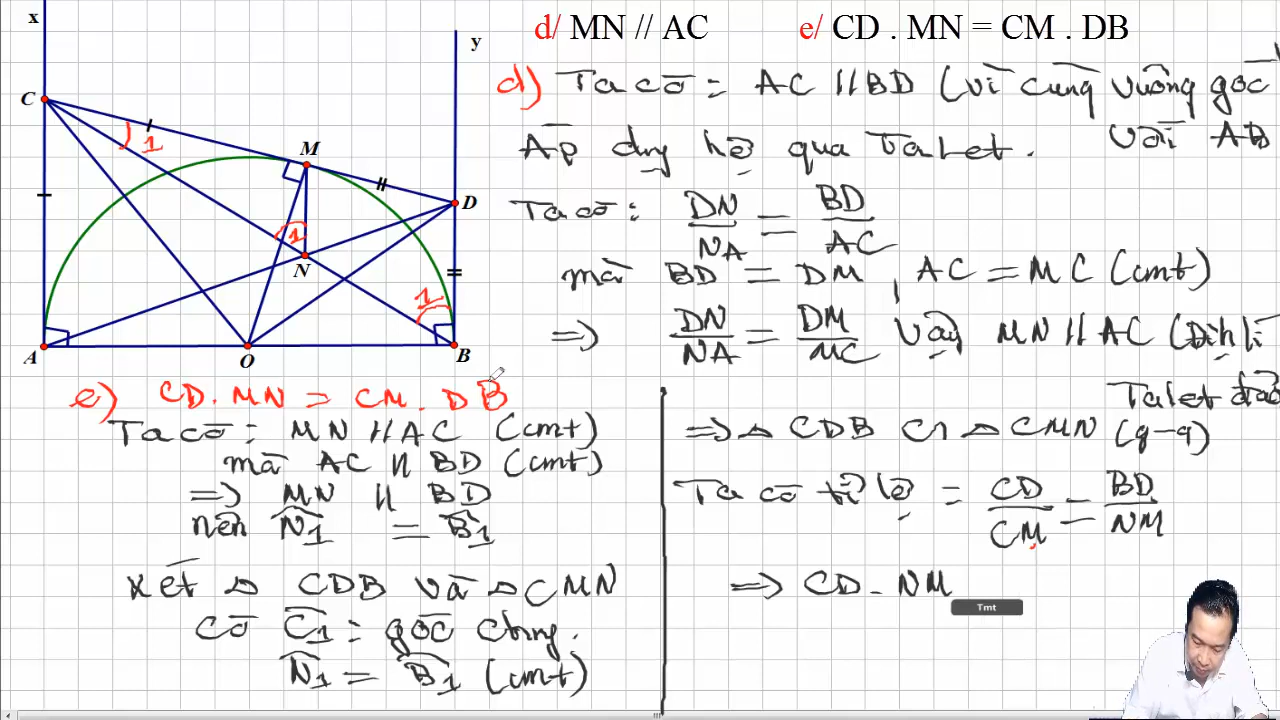 x
y
C
M
D
N
A
O
B
1
1
1
d/ MN // AC
e/ CD . MN = CM . DB
d) Ta có: AC // BD (vì cùng vuông góc
với AB
Áp dụng hệ quả Talet.
Ta có: DN/NA = BD/AC
mà BD = DM, AC = MC (cmt)
=> DN/NA = DM/MC Vậy MN // AC (Định lí
Talet đảo
e) CD. MN = CM. DB
Ta có: MN // AC (cmt)
mà AC // BD (cmt)
=> MN // BD
nên N1 = B1
Xét △ CDB và △ CMN
có C1: góc chung.
N1 = B1 (cmt)
=> △ CDB ∽ △ CMN (g-g)
Ta có tỉ lệ = CD/CM = BD/NM
=> CD. NM
Tmt